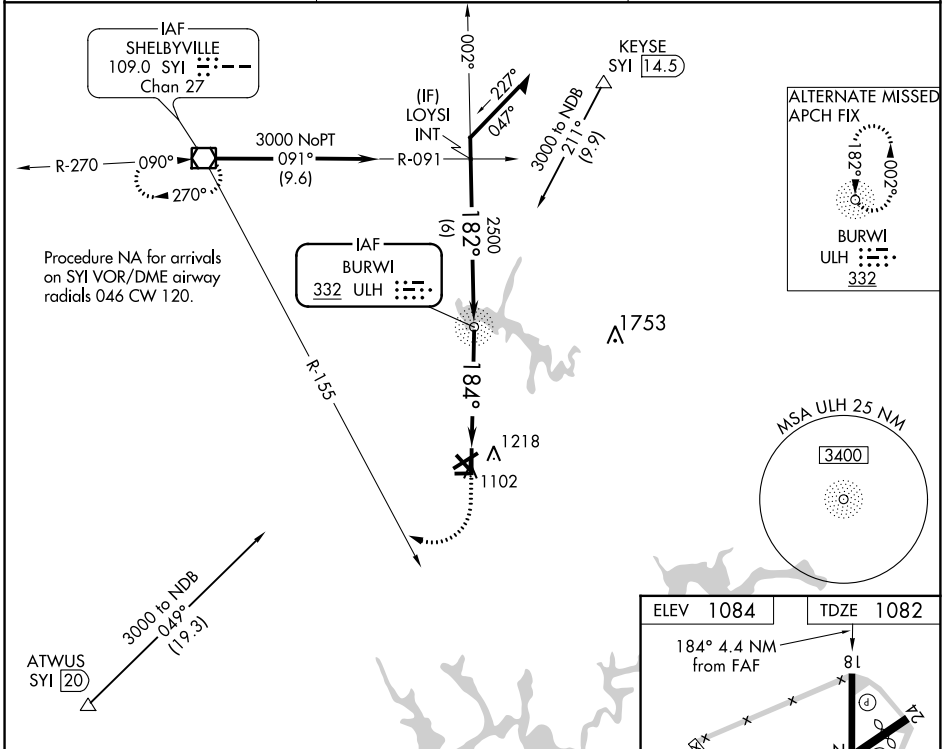 IAF
SHELBYVILLE
109.0 SYI
Chan 27
R-270
090°
270°
3000 NoPT
091°
(9.6)
R-091
002°
(IF)
LOYSI
INT
227°
047°
KEYSE
SYI 14.5
3000 to NDB
211°
(9.9)
ALTERNATE MISSED
APCH FIX
182°
002°
BURWI
ULH
332
Procedure NA for arrivals
on SYI VOR/DME airway
radials 046 CW 120.
2500
182°
(6)
IAF
BURWI
332 ULH
1753
R-155
184°
1218
1102
MSA ULH 25 NM
3400
3000 to NDB
049°
(19.3)
ATWUS
SYI 20
ELEV 1084
TDZE 1082
184° 4.4 NM
from FAF
18
P
24